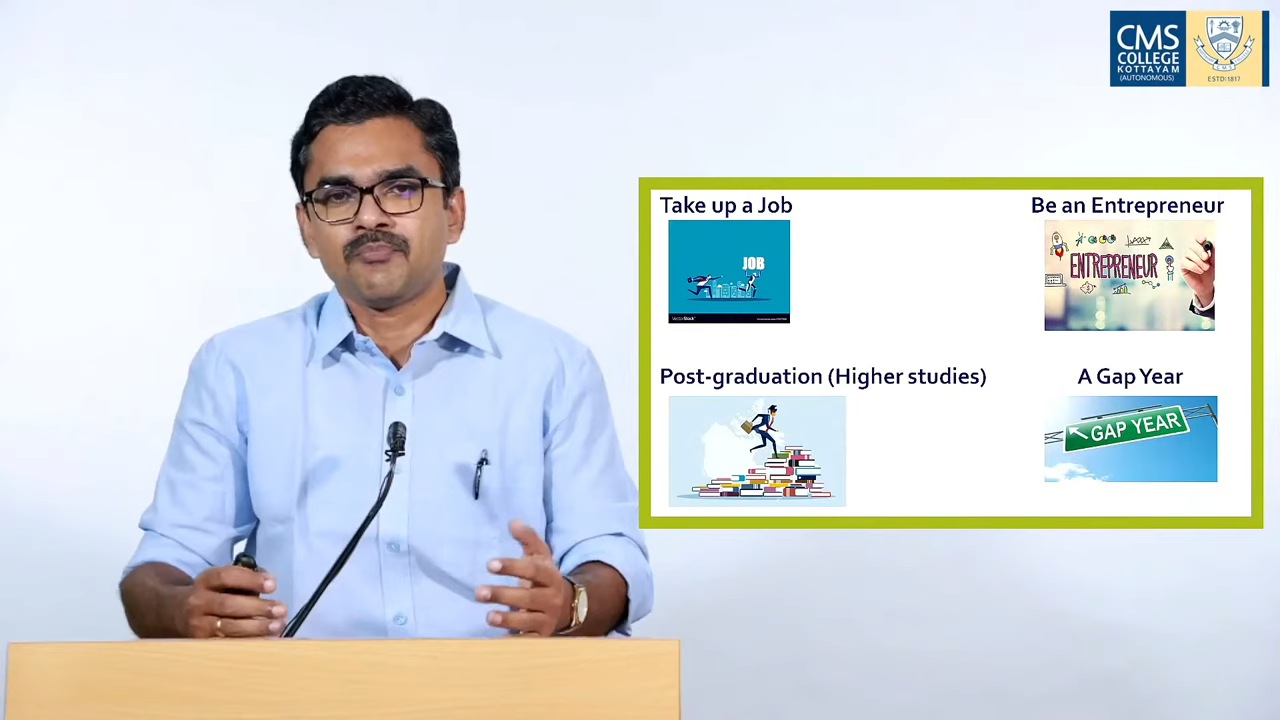 CMS
COLLEGE
KOTTAYAM
(AUTONOMOUS)
ESTD:1817
Take up a Job
JOB
VectorStock
Be an Entrepreneur
ENTREPRENEUR
Post-graduation (Higher studies)
A Gap Year
GAP YEAR